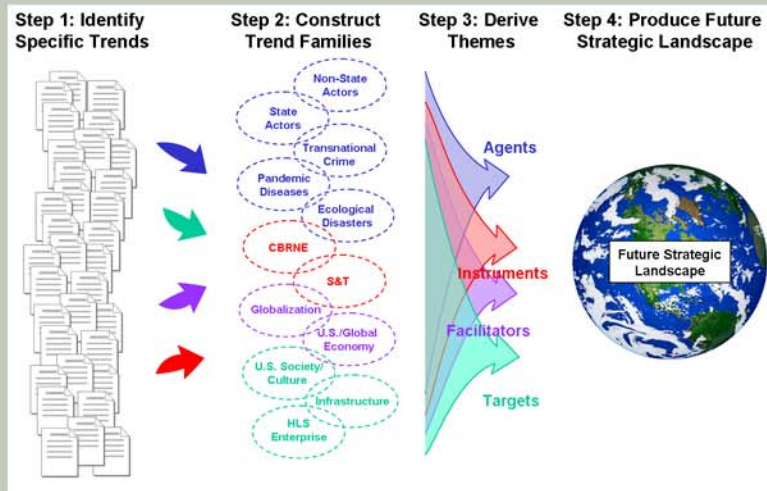 Step 1: Identify
Specific Trends
Step 2: Construct
Trend Families
Step 3: Derive
Themes
Step 4: Produce Future
Strategic Landscape
Non-State
Actors
State
Actors
Transnational
Crime
Pandemic
Diseases
Ecological
Disasters
CBRNE
S&T
Globalization
U.S./Global
Economy
U.S. Society/
Culture
Infrastructure
HLS
Enterprise
Agents
Instruments
Facilitators
Targets
Future Strategic
Landscape